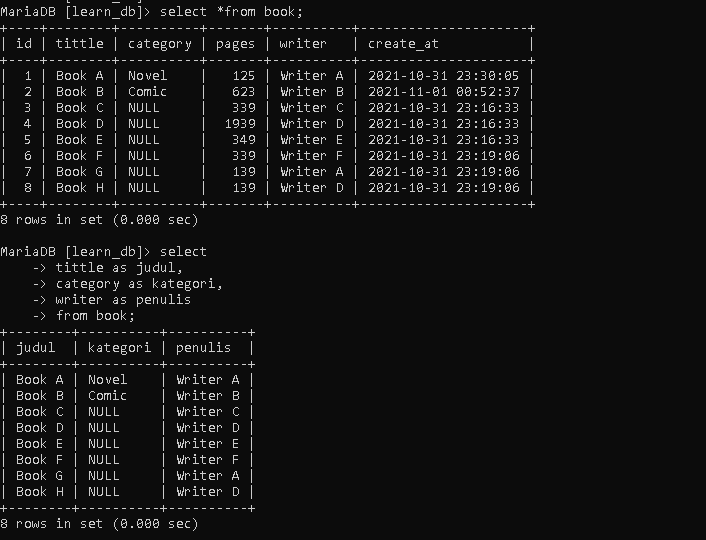 MariaDB [learn_db]> select *from book;
+----+--------+----------+-------+----------+---------------------+
| id | tittle | category | pages | writer   | create_at           |
+----+--------+----------+-------+----------+---------------------+
|  1 | Book A | Novel    |   125 | Writer A | 2021-10-31 23:30:05 |
|  2 | Book B | Comic    |   623 | Writer B | 2021-11-01 00:52:37 |
|  3 | Book C | NULL     |   339 | Writer C | 2021-10-31 23:16:33 |
|  4 | Book D | NULL     |  1939 | Writer D | 2021-10-31 23:16:33 |
|  5 | Book E | NULL     |   349 | Writer E | 2021-10-31 23:16:33 |
|  6 | Book F | NULL     |   339 | Writer F | 2021-10-31 23:19:06 |
|  7 | Book G | NULL     |   139 | Writer A | 2021-10-31 23:19:06 |
|  8 | Book H | NULL     |   139 | Writer D | 2021-10-31 23:19:06 |
+----+--------+----------+-------+----------+---------------------+
8 rows in set (0.000 sec)
MariaDB [learn_db]> select
    -> tittle as judul,
    -> category as kategori,
    -> writer as penulis
    -> from book;
+--------+----------+----------+
| judul  | kategori | penulis  |
+--------+----------+----------+
| Book A | Novel    | Writer A |
| Book B | Comic    | Writer B |
| Book C | NULL     | Writer C |
| Book D | NULL     | Writer D |
| Book E | NULL     | Writer E |
| Book F | NULL     | Writer F |
| Book G | NULL     | Writer A |
| Book H | NULL     | Writer D |
+--------+----------+----------+
8 rows in set (0.000 sec)